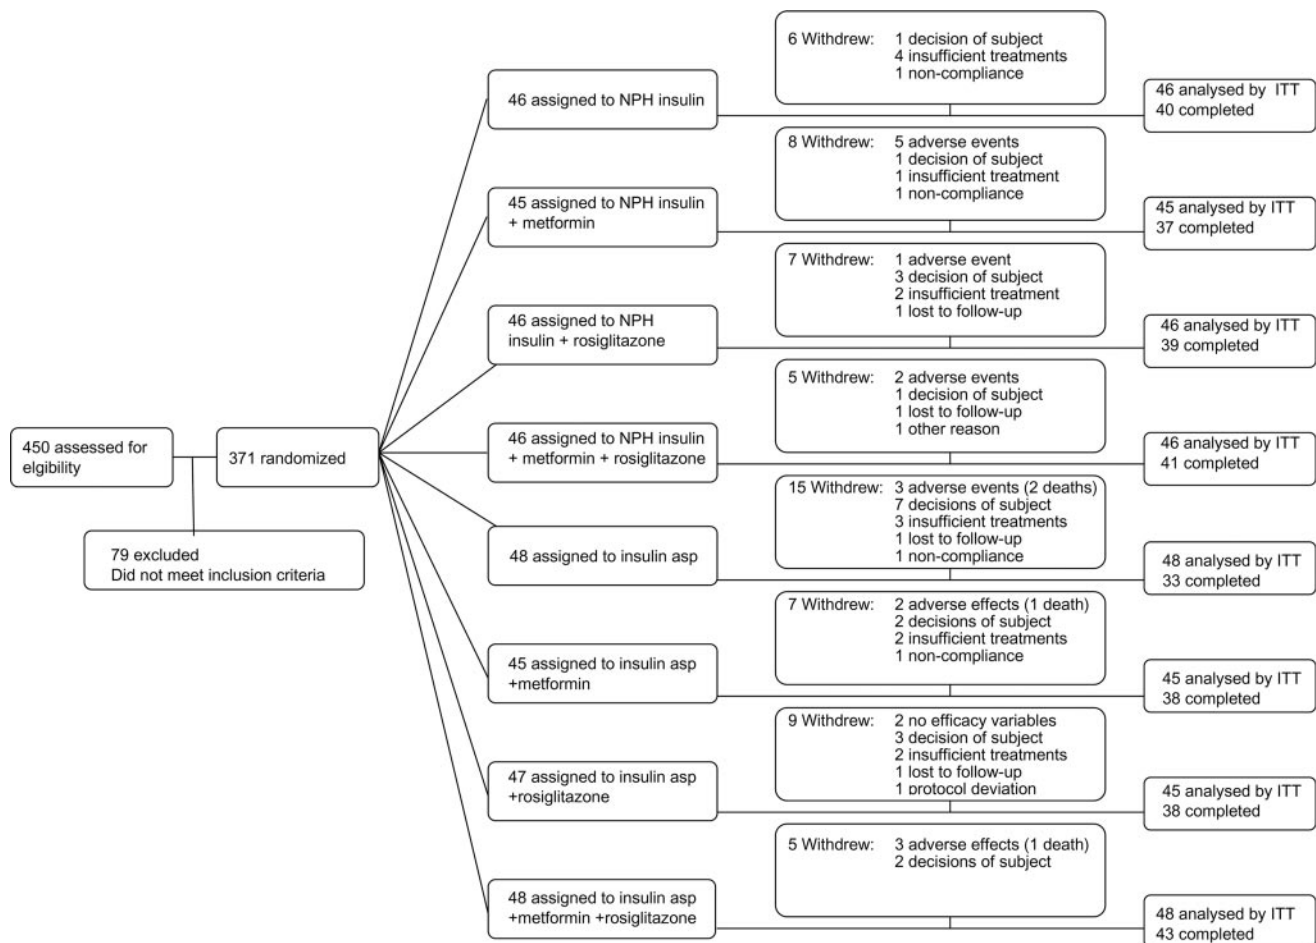 450 assessed for
elgibility
371 randomized
79 excluded
Did not meet inclusion criteria
46 assigned to NPH insulin
6 Withdrew: 1 decision of subject
4 insufficient treatments
1 non-compliance
46 analysed by ITT
40 completed
45 assigned to NPH insulin
+ metformin
8 Withdrew: 5 adverse events
1 decision of subject
1 insufficient treatment
1 non-compliance
45 analysed by ITT
37 completed
46 assigned to NPH
insulin + rosiglitazone
7 Withdrew: 1 adverse event
3 decision of subject
2 insufficient treatment
1 lost to follow-up
46 analysed by ITT
39 completed
46 assigned to NPH insulin
+ metformin + rosiglitazone
5 Withdrew: 2 adverse events
1 decision of subject
1 lost to follow-up
1 other reason
46 analysed by ITT
41 completed
48 assigned to insulin asp
15 Withdrew: 3 adverse events (2 deaths)
7 decisions of subject
3 insufficient treatments
1 lost to follow-up
1 non-compliance
48 analysed by ITT
33 completed
45 assigned to insulin asp
+metformin
7 Withdrew: 2 adverse effects (1 death)
2 decisions of subject
2 insufficient treatments
1 non-compliance
45 analysed by ITT
38 completed
47 assigned to insulin asp
+rosiglitazone
9 Withdrew: 2 no efficacy variables
3 decision of subject
2 insufficient treatments
1 lost to follow-up
1 protocol deviation
45 analysed by ITT
38 completed
48 assigned to insulin asp
+metformin +rosiglitazone
5 Withdrew: 3 adverse effects (1 death)
2 decisions of subject
48 analysed by ITT
43 completed